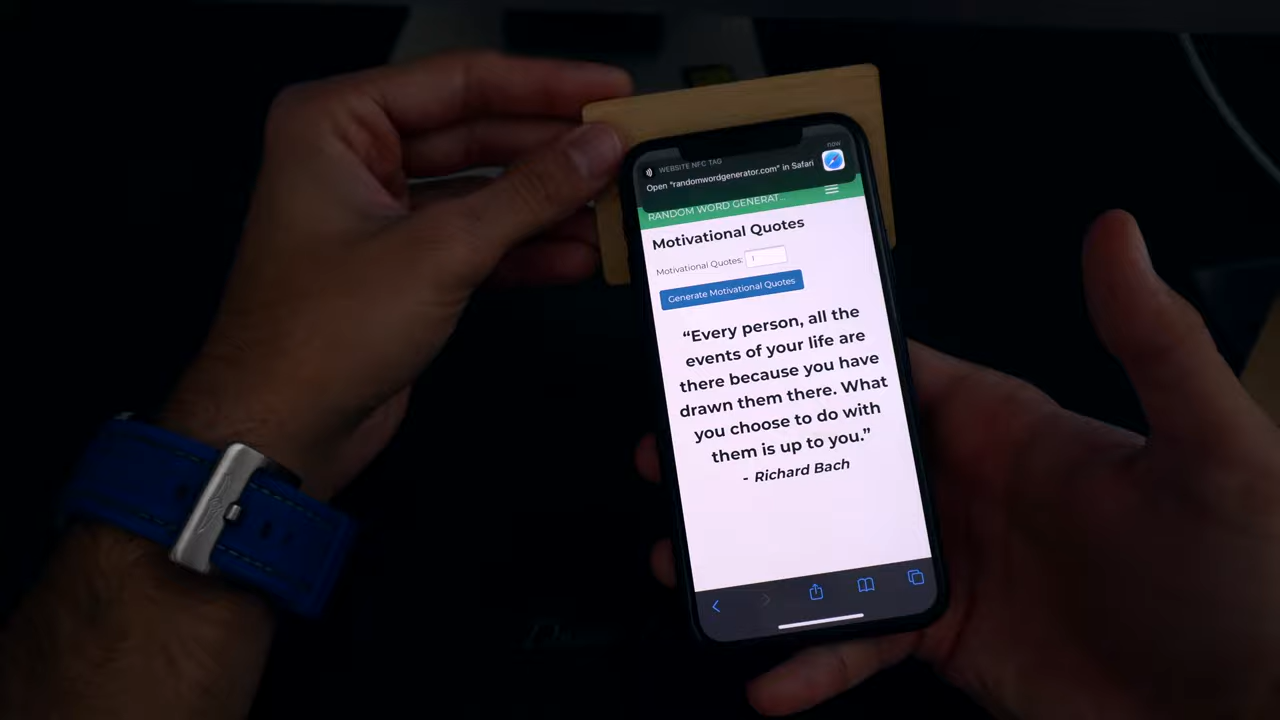 WEBSITE NFC TAG
now
Open "randomwordgenerator.com" in Safari
RANDOM WORD GENERAT...
Motivational Quotes
Motivational Quotes: 1
Generate Motivational Quotes
“Every person, all the
events of your life are
there because you have
drawn them there. What
you choose to do with
them is up to you.”
- Richard Bach